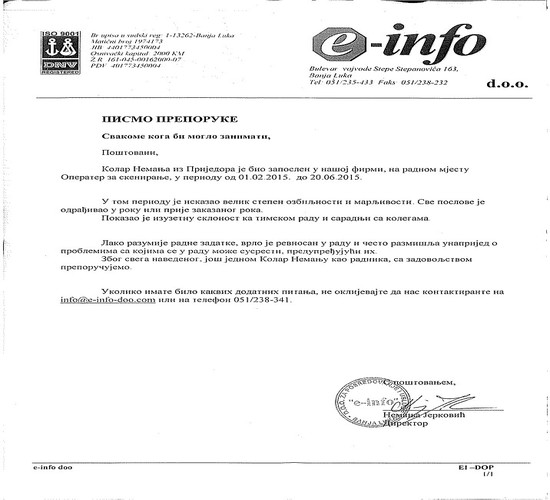 ISO 9001
DNV
REGISTERED
Br upisa u sudski reg: 1-13262-Banja Luka
Matični broj 1974173
JIB 4401773450004
Osnivački kapital 2000 KM
Ž.R. 161-045-00162000-07
PDV 401773450004
e-info
Bulevar vojvode Stepe Stepanovića 163,
Banja Luka
Tel: 051/235-433 Faks 051/238-232
d.o.o.
ПИСМО ПРЕПОРУКЕ
Свакоме кога би могло занимати,
Поштовани,
Колар Немања из Приједора је био запослен у нашој фирми, на радном мјесту
Оператер за скенирање, у периоду од 01.02.2015. до 20.06.2015.
У том периоду је исказао велик степен озбиљности и марљивости. Све послове је
одрађивао у року или прије заказаног рока.
Показао је изузетну склоност ка тимском раду и сарадњи са колегама.
Лако разумије радне задатке, врло је ревносан у раду и често размишља унапријед о
проблемима са којима се у раду може сусрести, предупређујући их.
Због свега наведеног, још једном Колар Немању као радника, са задовољством
препоручујемо.
Уколико имате било каквих додатних питања, не оклијевајте да нас контактиранте на
info@e-info-doo.com или на телефон 051/238-341.
С поштовањем,
"e-info"
Немања Јерковић
Директор
e-info doo
EI –DOP
1/1